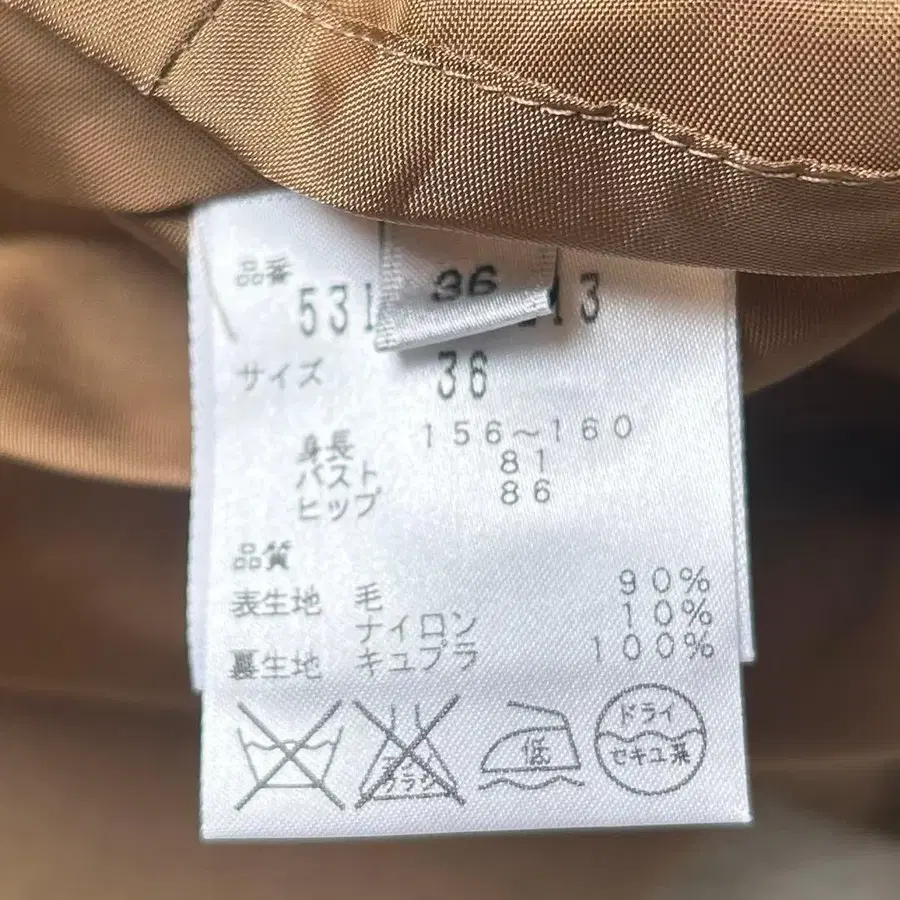 品番
36
531 13
サイズ 36
身長 156～160
バスト 81
ヒップ 86
品質
表生地 毛 90%
ナイロン 10%
裏生地 キュプラ 100%
低
ドライ
セキユ系